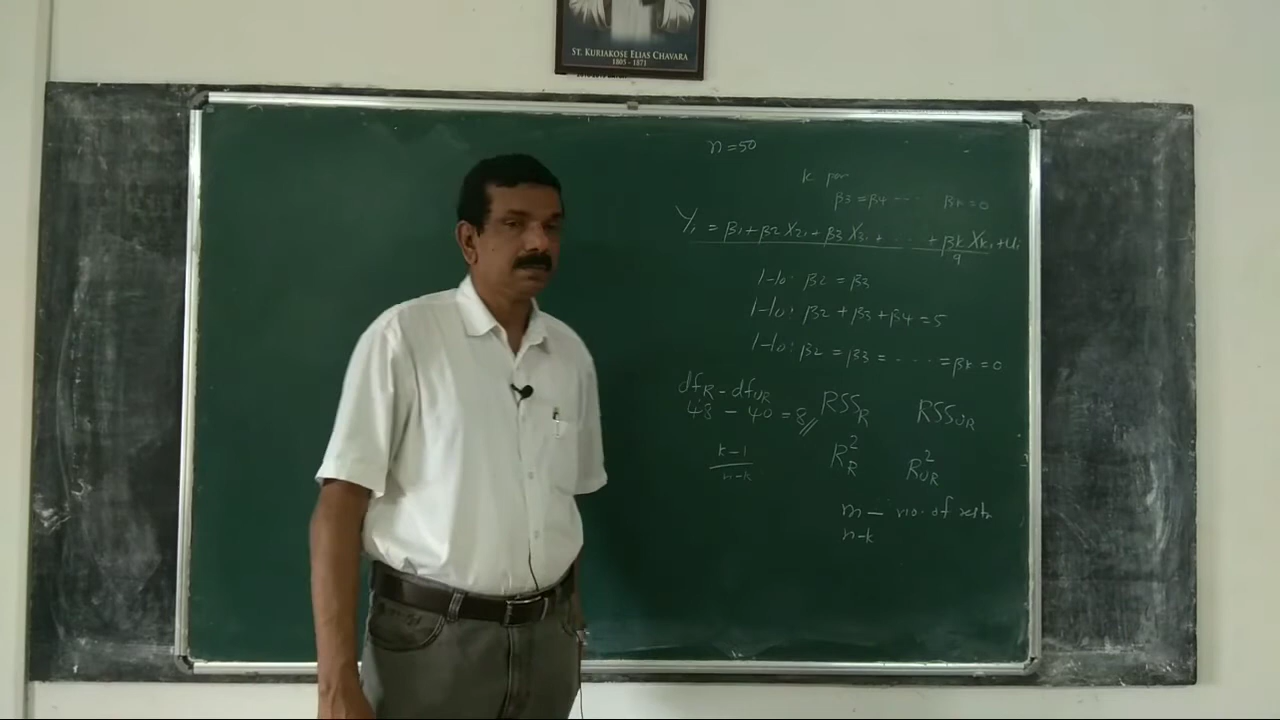 ST. KURIAKOSE ELIAS CHAVARA
1805 - 1871
n = 50
k par
β3 = β4 ---- βk = 0
Yi = β1 + β2 X2i + β3 X3i + .... + βk Xki + ui
9
H0: β2 = β3
H0: β2 + β3 + β4 = 5
H0: β2 = β3 = .... = βk = 0
dfR - dfUR
48 - 40 = 8
RSSR RSSUR
k-1
n-k
R²R R²UR
m — no. of restr
n-k